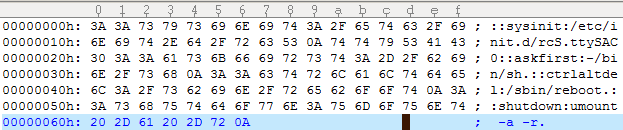 0 1 2 3 4 5 6 7 8 9 a b c d e f
00000000h: 3A 3A 73 79 73 69 6E 69 74 3A 2F 65 74 63 2F 69 ; ::sysinit:/etc/i
00000010h: 6E 69 74 2E 64 2F 72 63 53 0A 74 74 79 53 41 43 ; nit.d/rcS.ttySAC
00000020h: 30 3A 3A 61 73 6B 66 69 72 73 74 3A 2D 2F 62 69 ; 0::askfirst:-/bi
00000030h: 6E 2F 73 68 0A 3A 3A 63 74 72 6C 61 6C 74 64 65 ; n/sh.::ctrlaltde
00000040h: 6C 3A 2F 73 62 69 6E 2F 72 65 62 6F 6F 74 0A 3A ; l:/sbin/reboot.:
00000050h: 3A 73 68 75 74 64 6F 77 6E 3A 75 6D 6F 75 6E 74 ; :shutdown:umount
00000060h: 20 2D 61 20 2D 72 0A ; -a -r.